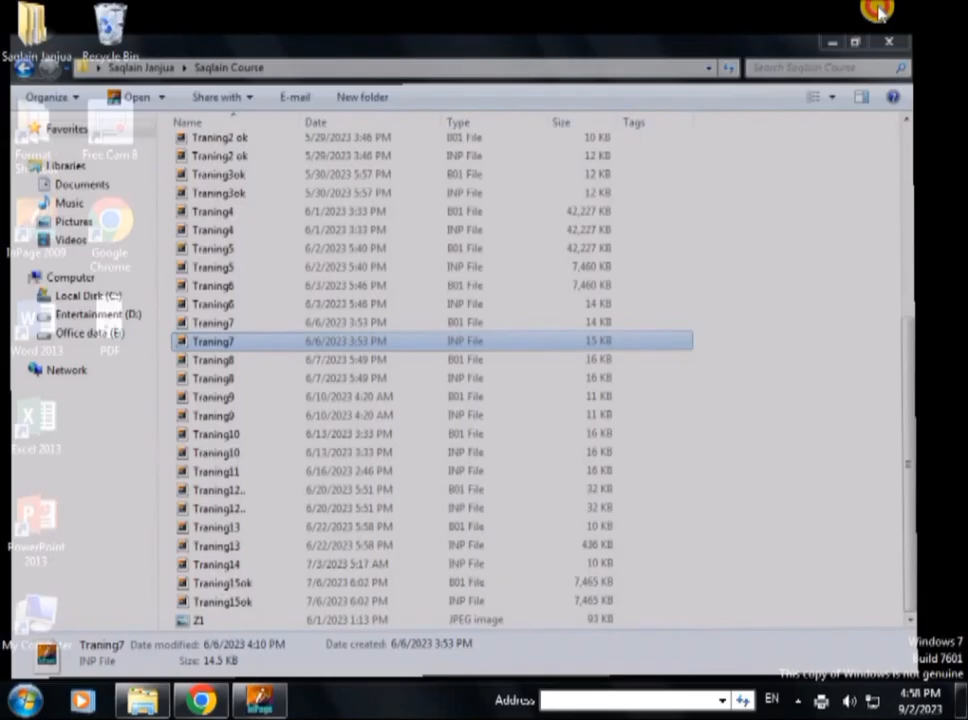 Saqlain Janjua
Recycle Bin
Saqlain Janjua ▸ Saqlain Course
Search Saqlain Course
Organize
Open
Share with
E-mail
New folder
Name Date Type Size Tags
Favorites
Libraries
Documents
Music
Pictures
Videos
Computer
Local Disk (C:)
Entertainment (D:)
Office data (E:)
Network
Free Cam 8
InPage 2009
Google
Chrome
Word 2013
PDF
Excel 2013
PowerPoint
2013
Traning2 ok 5/29/2023 3:46 PM B01 File 10 KB
Traning2 ok 5/29/2023 3:46 PM INP File 12 KB
Traning3ok 5/30/2023 5:57 PM B01 File 12 KB
Traning3ok 5/30/2023 5:57 PM INP File 12 KB
Traning4 6/1/2023 3:33 PM B01 File 42,227 KB
Traning4 6/1/2023 3:33 PM INP File 42,227 KB
Traning5 6/2/2023 5:40 PM B01 File 42,227 KB
Traning5 6/2/2023 5:40 PM INP File 7,460 KB
Traning6 6/3/2023 5:46 PM B01 File 7,460 KB
Traning6 6/3/2023 5:46 PM INP File 14 KB
Traning7 6/6/2023 3:53 PM B01 File 14 KB
Traning7 6/6/2023 3:53 PM INP File 15 KB
Traning8 6/7/2023 5:49 PM B01 File 16 KB
Traning8 6/7/2023 5:49 PM INP File 16 KB
Traning9 6/10/2023 4:20 AM B01 File 11 KB
Traning9 6/10/2023 4:20 AM INP File 11 KB
Traning10 6/13/2023 3:33 PM B01 File 16 KB
Traning10 6/13/2023 3:33 PM INP File 16 KB
Traning11 6/16/2023 2:46 PM INP File 16 KB
Traning12.. 6/20/2023 5:51 PM B01 File 32 KB
Traning12.. 6/20/2023 5:51 PM INP File 32 KB
Traning13 6/22/2023 5:58 PM B01 File 10 KB
Traning13 6/22/2023 5:58 PM INP File 436 KB
Traning14 7/3/2023 5:17 AM INP File 10 KB
Traning15ok 7/6/2023 6:02 PM B01 File 7,465 KB
Traning15ok 7/6/2023 6:02 PM INP File 7,465 KB
Z1 6/1/2023 1:13 PM JPEG image 93 KB
Traning7 Date modified: 6/6/2023 4:10 PM Date created: 6/6/2023 3:53 PM
INP File Size: 14.5 KB
Windows 7
Build 7601
This copy of Windows is not genuine
InPage
Address
EN
4:58 PM
9/2/2023